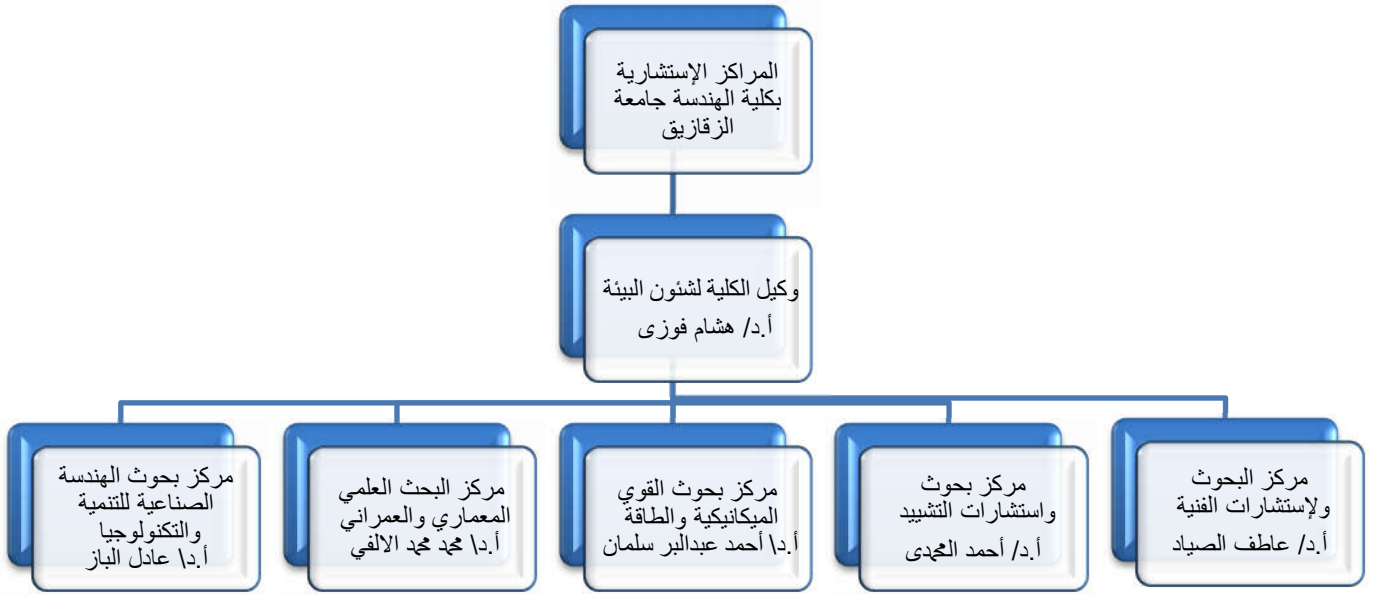 المراكز الإستشارية
بكلية الهندسة جامعة
الزقازيق
وكيل الكلية لشئون البيئة
أ.د/ هشام فوزى
مركز البحوث
ولإستشارات الفنية
أ.د/ عاطف الصياد
مركز بحوث
واستشارات التشييد
أ.د/ أحمد المحمدى
مركز بحوث القوي
الميكانيكية والطاقة
أ.د\ أحمد عبدالبر سلمان
مركز البحث العلمي
المعماري والعمراني
أ.د\ محمد محمد الالفي
مركز بحوث الهندسة
الصناعية للتنمية
والتكنولوجيا
أ.د\ عادل الباز